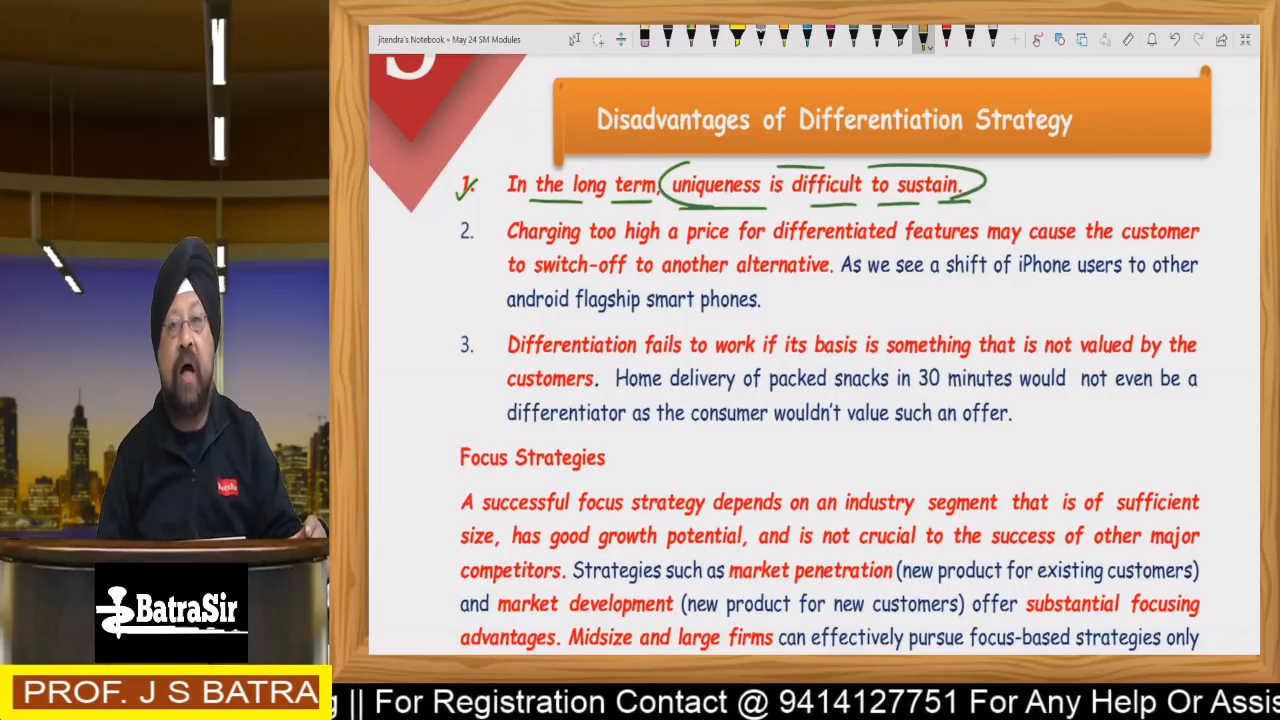 jitendra's Notebook » May 24 SM Modules
Disadvantages of Differentiation Strategy
1. In the long term, uniqueness is difficult to sustain.
2. Charging too high a price for differentiated features may cause the customer
to switch-off to another alternative. As we see a shift of iPhone users to other
android flagship smart phones.
3. Differentiation fails to work if its basis is something that is not valued by the
customers. Home delivery of packed snacks in 30 minutes would not even be a
differentiator as the consumer wouldn't value such an offer.
Focus Strategies
A successful focus strategy depends on an industry segment that is of sufficient
size, has good growth potential, and is not crucial to the success of other major
competitors. Strategies such as market penetration (new product for existing customers)
and market development (new product for new customers) offer substantial focusing
advantages. Midsize and large firms can effectively pursue focus-based strategies only
BatraSir
PROF. J S BATRA
|| For Registration Contact @ 9414127751 For Any Help Or Assis